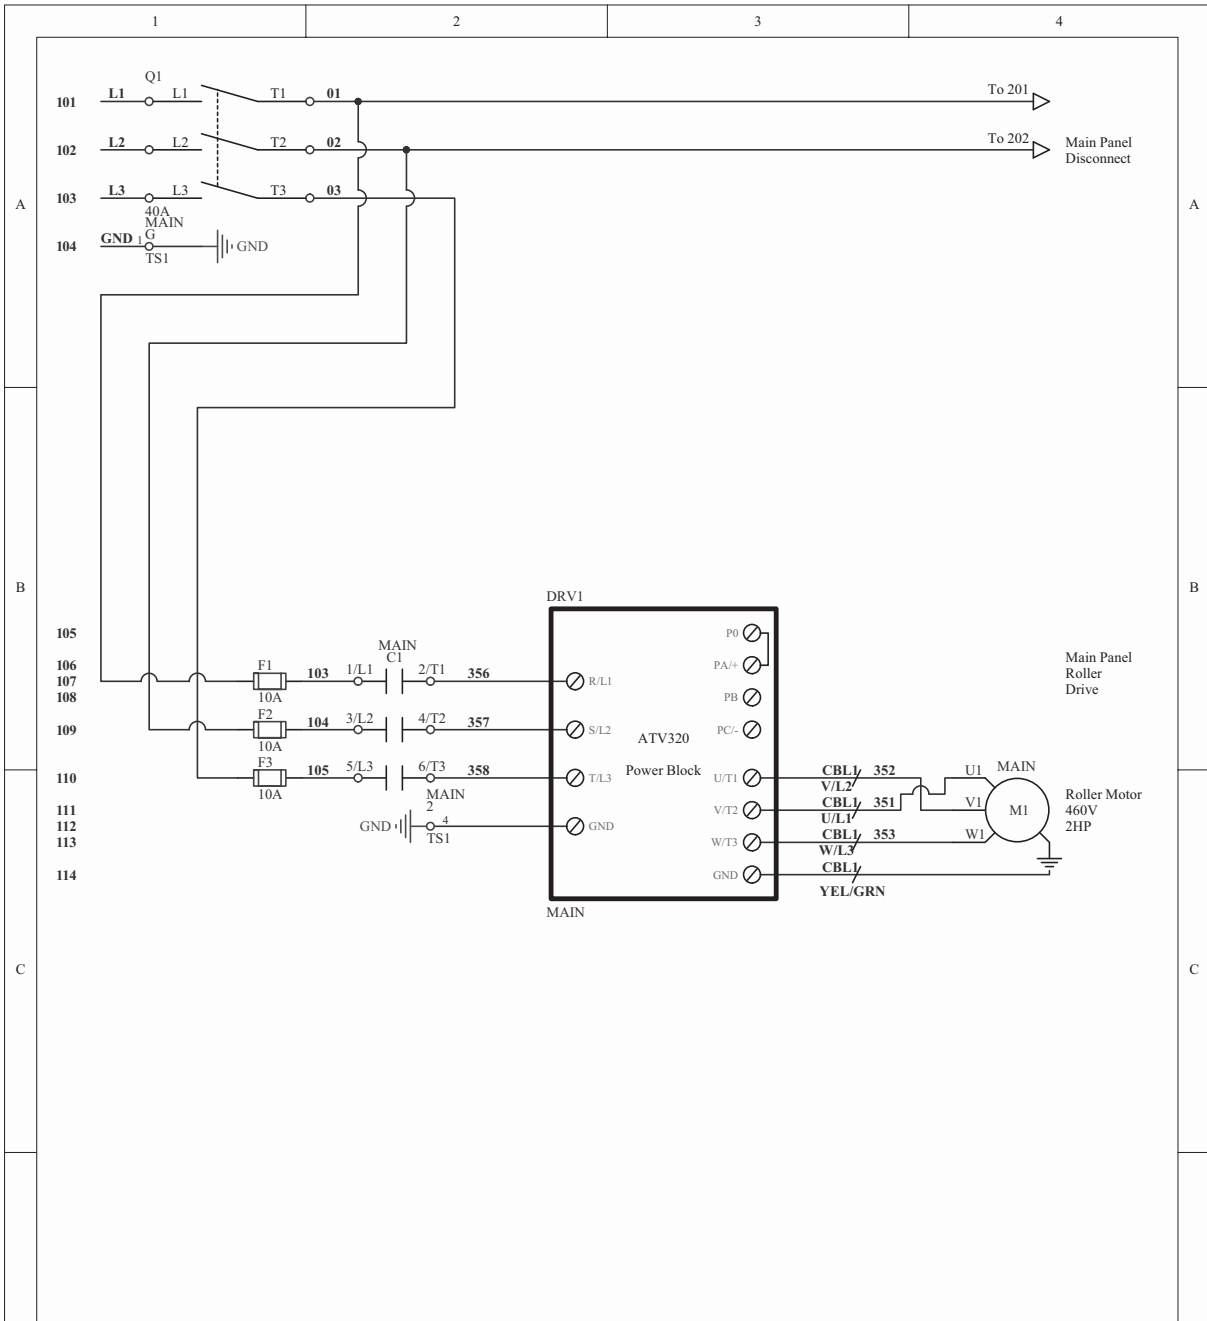 1 2 3 4
Q1
101 L1 L1 T1 01 To 201
102 L2 L2 T2 02 To 202 Main Panel
Disconnect
103 L3 L3 T3 03
A A
40A
MAIN
G
104 GND 1 GND
TS1
B B
DRV1
105 P0
MAIN
C1
106 F1 PA/+ Main Panel
Roller
Drive
107 103 1/L1 2/T1 356 R/L1
108 10A PB
F2
109 104 3/L2 4/T2 357 S/L2 PC/-
10A
ATV320
Power Block
F3
110 105 5/L3 6/T3 358 T/L3 U/T1 CBL1 352 U1 MAIN
10A
V/L2
MAIN
2
111 V/T2 CBL1 351 V1 M1 Roller Motor
460V
2HP
U/L1
112 GND 4 GND
TS1
113 W/T3 CBL1 353 W1
W/L3
114 GND CBL1
YEL/GRN
MAIN
C C